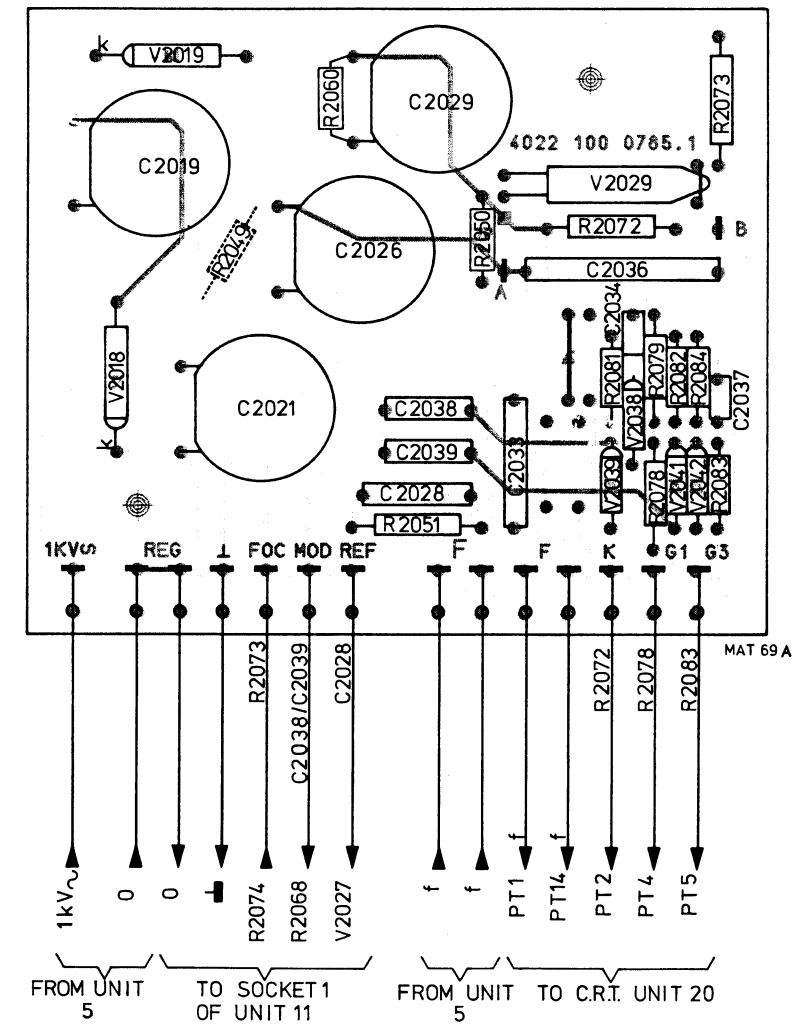 k V2019
R2060
C2029
R2073
4022 100 0765.1
C2019
V2029
R2049
C2026
R2050
R2072
B
C2036
A
C2034
V2018
k
C2021
C2038
C2039
C2028
R2051
C2033
R2081
V2038
R2079
R2082
R2084
C2037
V2039
R2078
V2041
V2042
R2083
1KVS REG ⊥ FOC MOD REF F F K G1 G3
MAT 69 A
R2073
C2038/C2039
C2028
R2072
R2078
R2083
1kV~
0
0
R2074
R2068
V2027
f
f
f
PT1
f
PT14
PT2
PT4
PT5
FROM UNIT
5
TO SOCKET 1
OF UNIT 11
FROM UNIT
5
TO C.R.T. UNIT 20